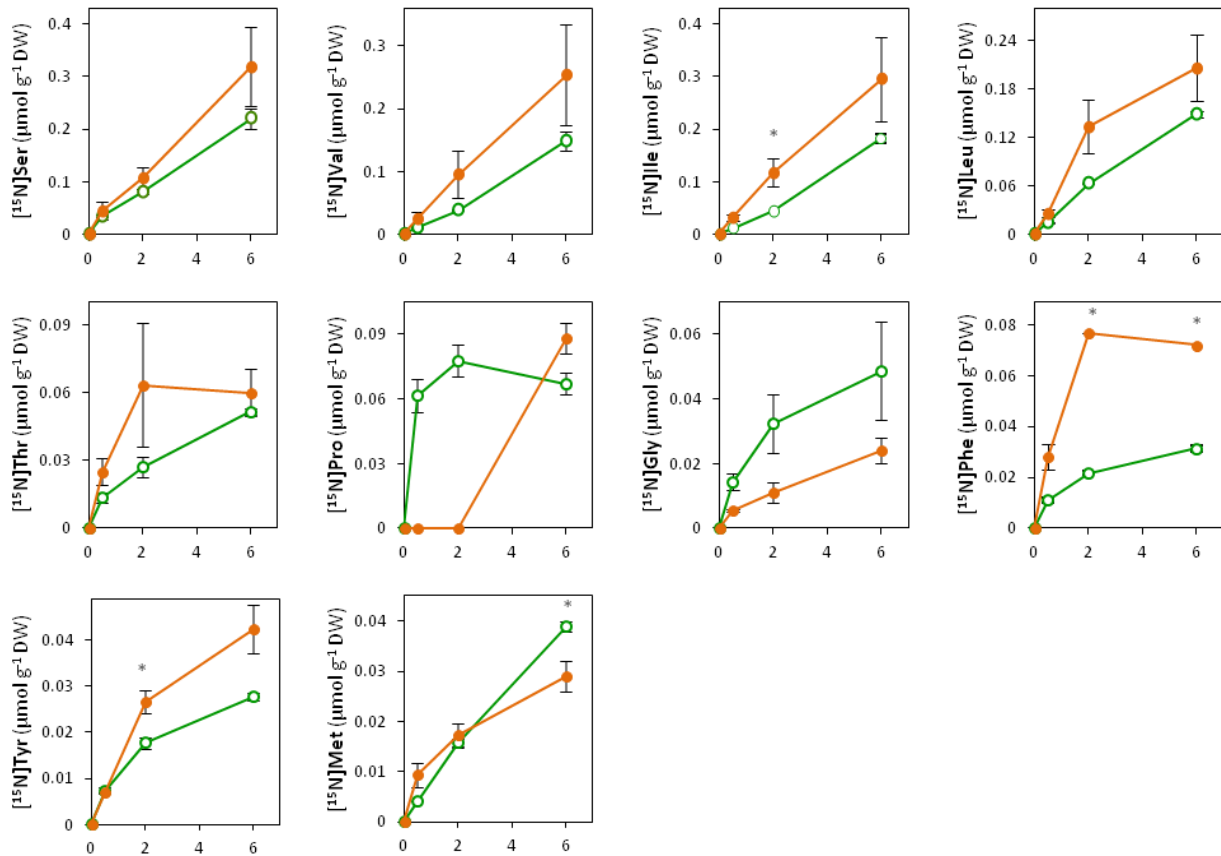 [¹⁵N]Ser (µmol g⁻¹ DW)
0.4
0.3
0.2
0.1
0
0 2 4 6
[¹⁵N]Val (µmol g⁻¹ DW)
0.3
0.2
0.1
0
0 2 4 6
[¹⁵N]Ile (µmol g⁻¹ DW)
0.4
0.3
0.2
0.1
0
*
0 2 4 6
[¹⁵N]Leu (µmol g⁻¹ DW)
0.24
0.18
0.12
0.06
0
0 2 4 6
[¹⁵N]Thr (µmol g⁻¹ DW)
0.09
0.06
0.03
0
0 2 4 6
[¹⁵N]Pro (µmol g⁻¹ DW)
0.09
0.06
0.03
0
0 2 4 6
[¹⁵N]Gly (µmol g⁻¹ DW)
0.06
0.04
0.02
0
0 2 4 6
[¹⁵N]Phe (µmol g⁻¹ DW)
0.08
0.06
0.04
0.02
0
* *
0 2 4 6
[¹⁵N]Tyr (µmol g⁻¹ DW)
0.04
0.03
0.02
0.01
0
*
0 2 4 6
[¹⁵N]Met (µmol g⁻¹ DW)
0.04
0.03
0.02
0.01
0
*
0 2 4 6